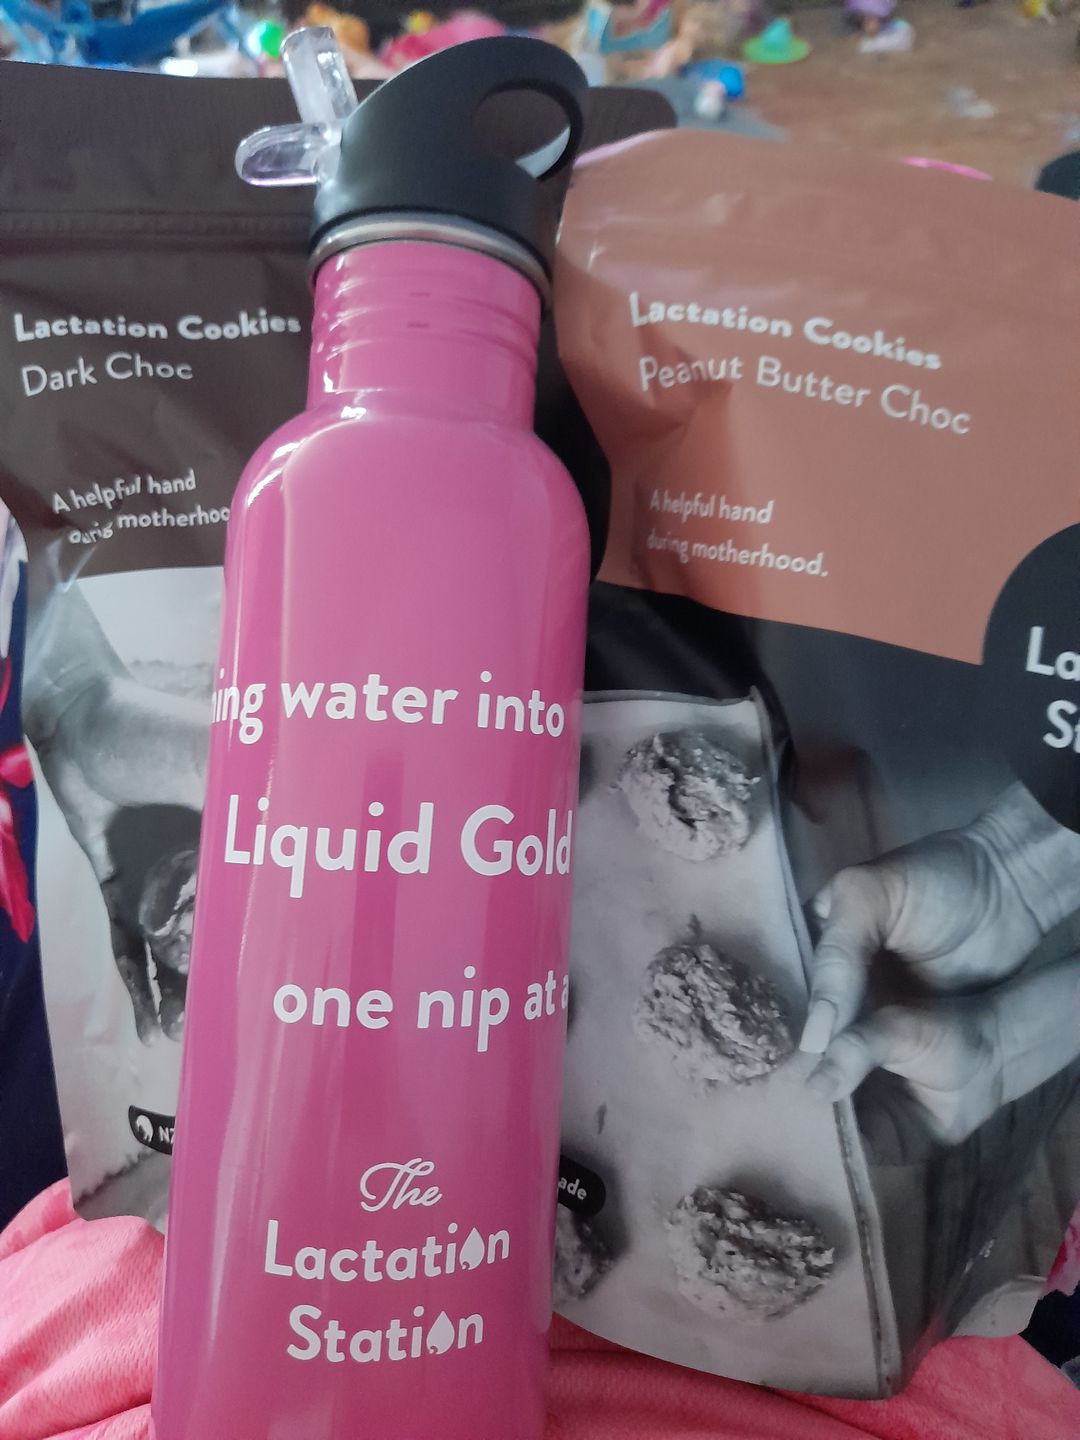 Lactation Cookies
Dark Choc
A helpful hand
during
Lactation Cookies
Peanut Butter Choc
A helpful hand
during motherhood.
water into
Liquid Gold
one nip at a
The
Lactation
Station